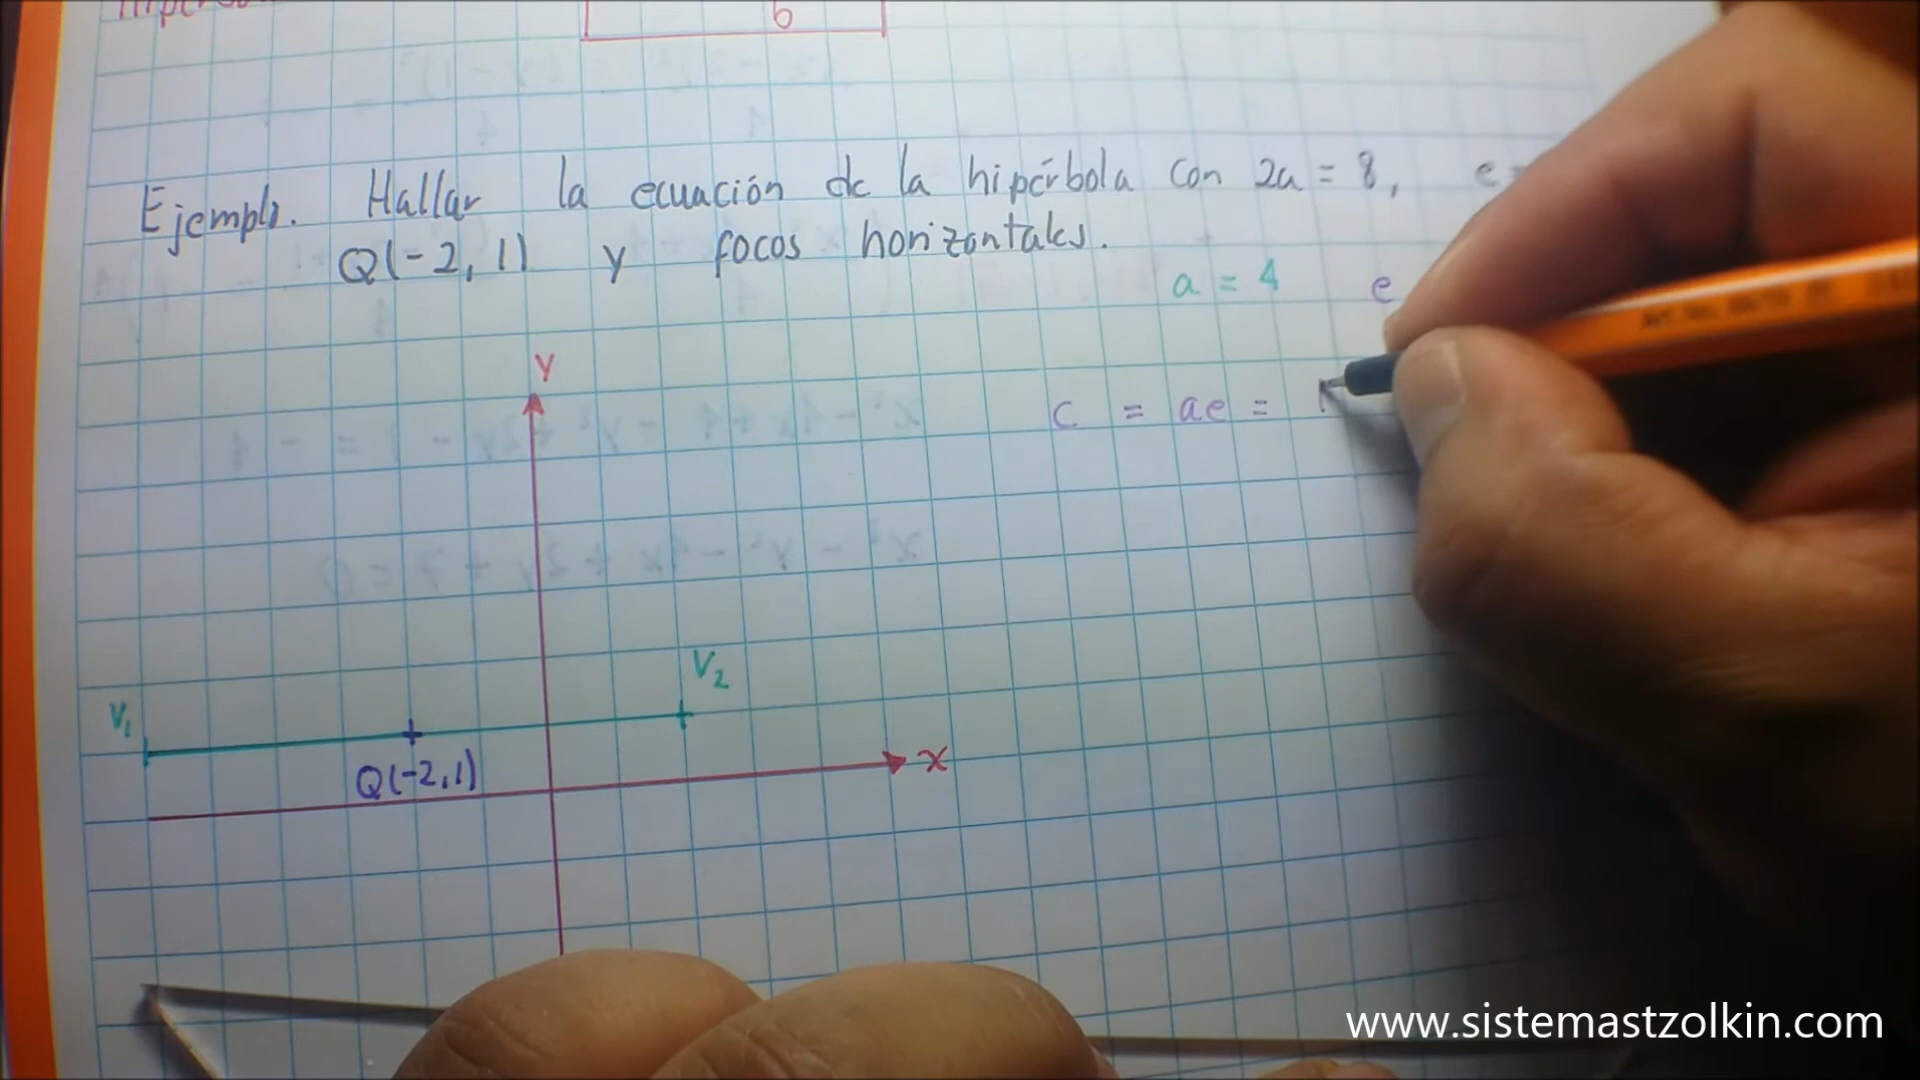 6
Ejemplo. Hallar la ecuación de la hipérbola con 2a = 8, e =
Q(-2, 1) y focos horizontales.
a = 4 e
Y
c = ae =
V2
V1
Q(-2,1)
x
www.sistemastzolkin.com